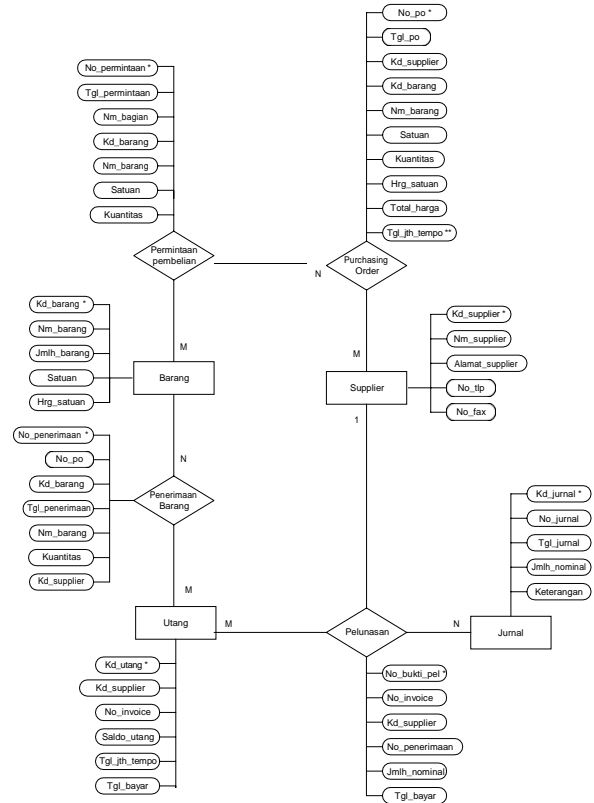 No_permintaan *
Tgl_permintaan
Nm_bagian
Kd_barang
Nm_barang
Satuan
Kuantitas
Permintaan
pembelian
No_po *
Tgl_po
Kd_supplier
Kd_barang
Nm_barang
Satuan
Kuantitas
Hrg_satuan
Total_harga
Tgl_jth_tempo **
Purchasing
Order
N
M
M
Kd_barang *
Nm_barang
Jmlh_barang
Satuan
Hrg_satuan
Barang
Supplier
Kd_supplier *
Nm_supplier
Alamat_supplier
No_tlp
No_fax
1
N
No_penerimaan *
No_po
Kd_barang
Tgl_penerimaan
Nm_barang
Kuantitas
Kd_supplier
Penerimaan
Barang
M
Kd_jurnal *
No_jurnal
Tgl_jurnal
Jmlh_nominal
Keterangan
Utang
M
Pelunasan
N
Jurnal
Kd_utang *
Kd_supplier
No_invoice
Saldo_utang
Tgl_jth_tempo
Tgl_bayar
No_bukti_pel *
No_invoice
Kd_supplier
No_penerimaan
Jmlh_nominal
Tgl_bayar